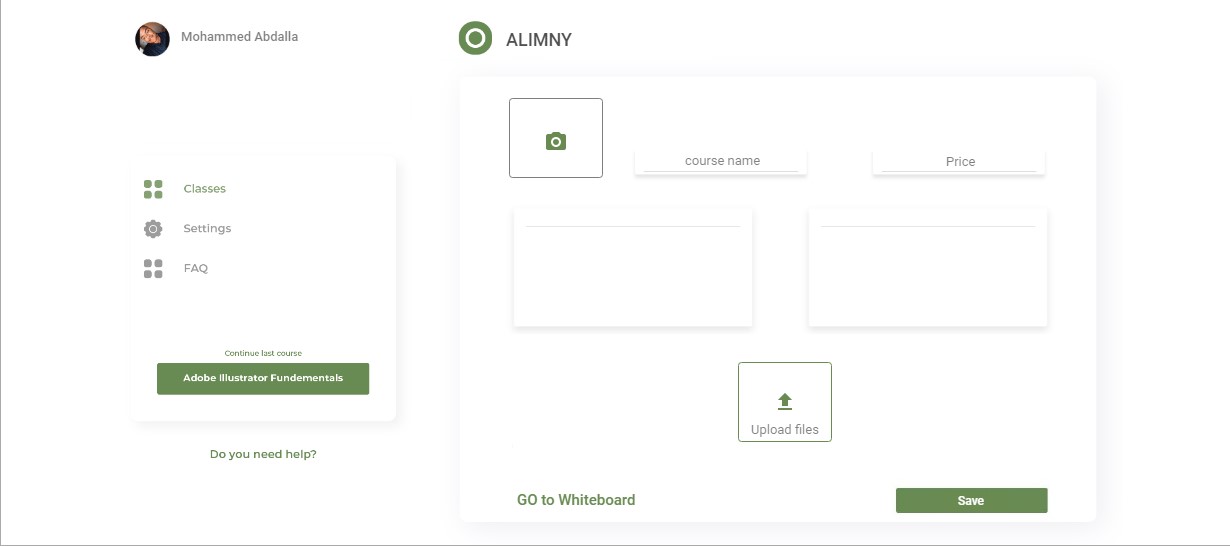 Mohammed Abdalla
ALIMNY
course name
Price
Classes
Settings
FAQ
Continue last course
Adobe Illustrator Fundementals
Do you need help?
Upload files
GO to Whiteboard
Save